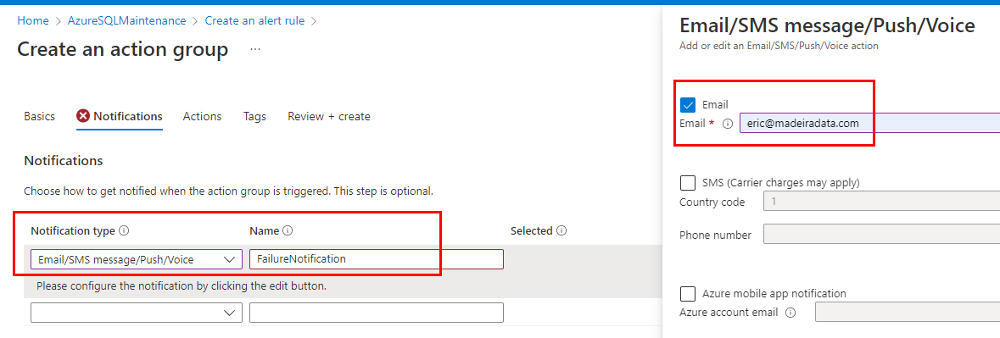 Home > AzureSQLMaintenance > Create an alert rule >
Create an action group ...
Basics Notifications Actions Tags Review + create
Notifications
Choose how to get notified when the action group is triggered. This step is optional.
Notification type Name Selected
Email/SMS message/Push/Voice FailureNotification
Please configure the notification by clicking the edit button.
Email/SMS message/Push/Voice
Add or edit an Email/SMS/Push/Voice action
Email
Email * eric@madeiradata.com
SMS (Carrier charges may apply)
Country code 1
Phone number
Azure mobile app notification
Azure account email